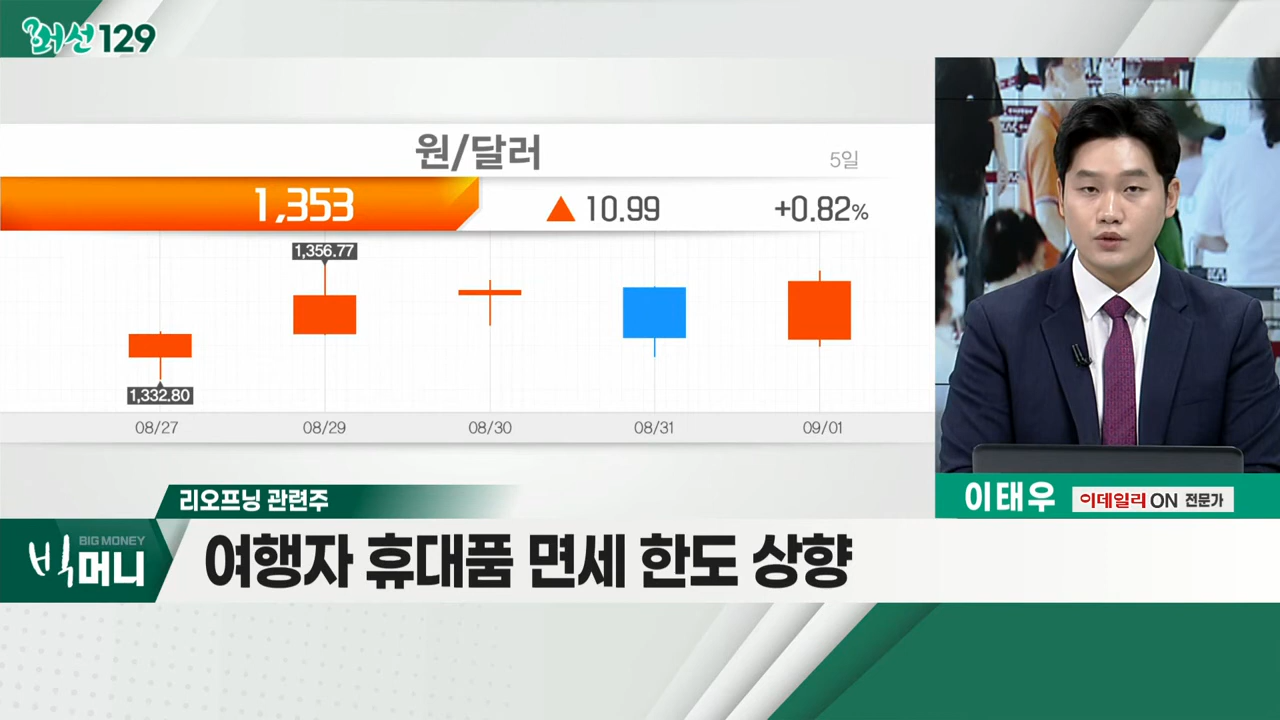 머선129
원/달러
5일
1,353 ▲ 10.99 +0.82%
1,356.77
1,332.80
08/27 08/29 08/30 08/31 09/01
이태우 이데일리ON 전문가
리오프닝 관련주
BIG MONEY
빅머니
여행자 휴대품 면세 한도 상향